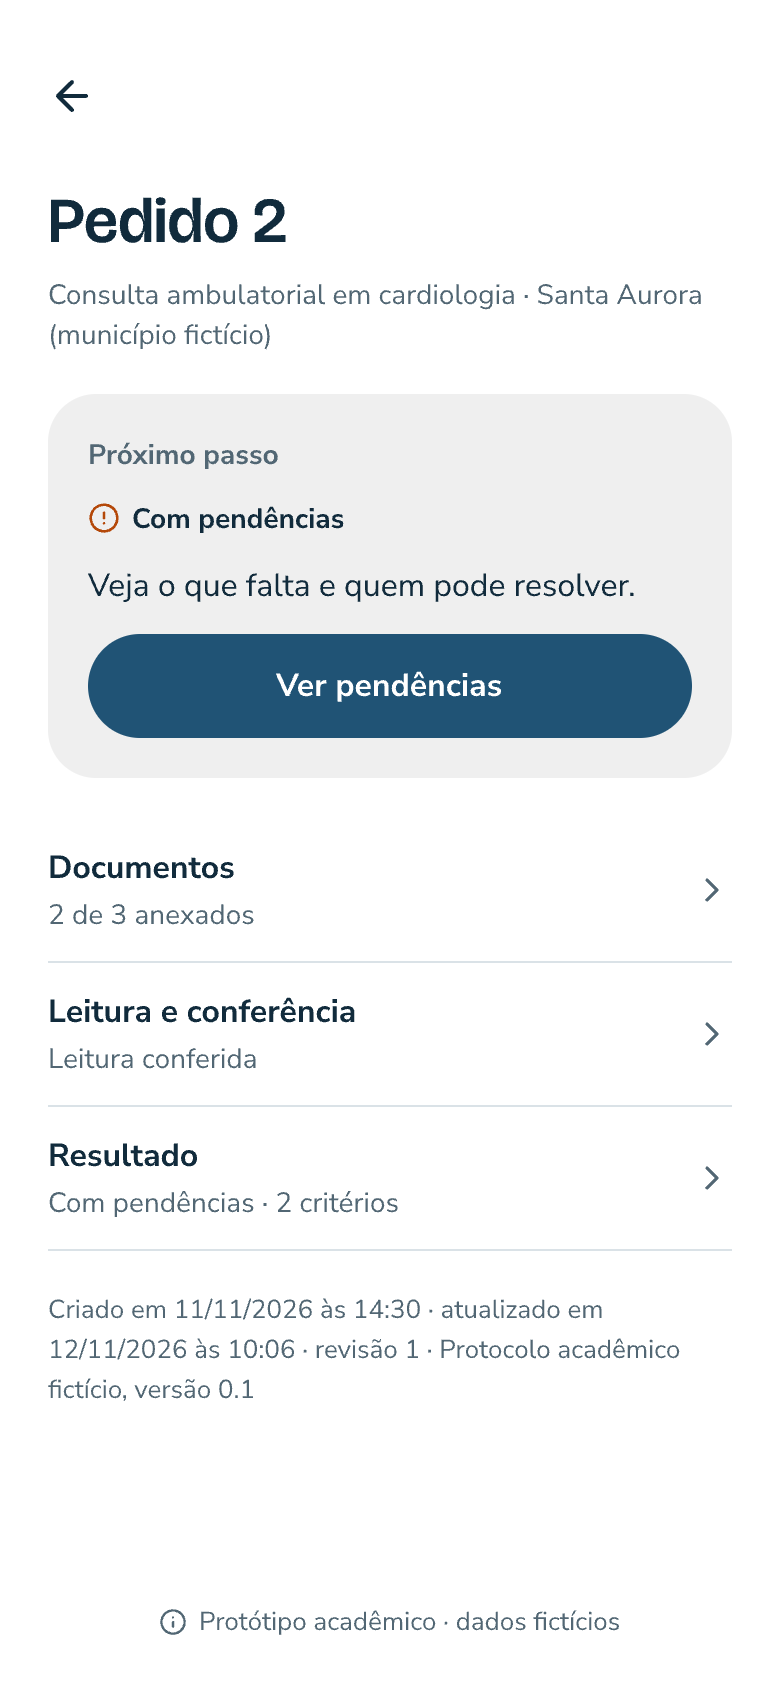 Pedido 2
Consulta ambulatorial em cardiologia · Santa Aurora
(município fictício)
Próximo passo
Com pendências
Veja o que falta e quem pode resolver.
Ver pendências
Documentos
2 de 3 anexados
Leitura e conferência
Leitura conferida
Resultado
Com pendências · 2 critérios
Criado em 11/11/2026 às 14:30 · atualizado em
12/11/2026 às 10:06 · revisão 1 · Protocolo acadêmico
fictício, versão 0.1
Protótipo acadêmico · dados fictícios